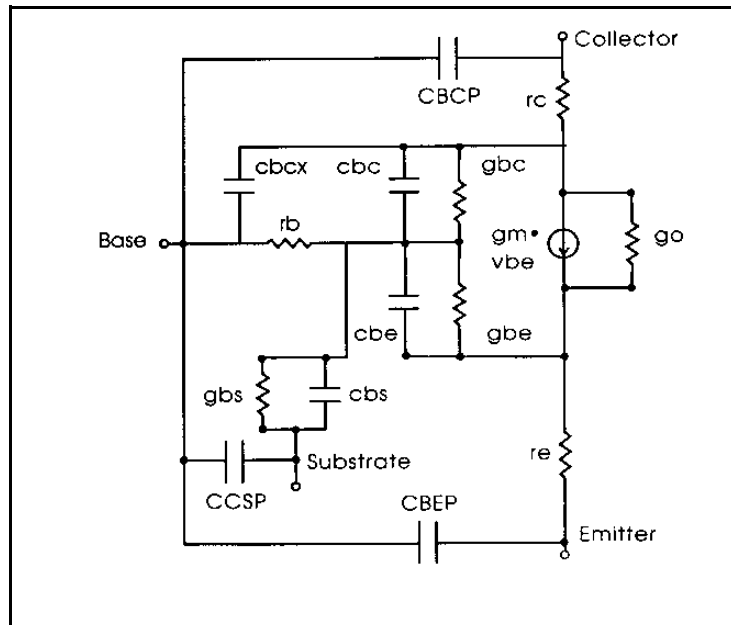 Collector
CBCP
rc
cbcx
cbc
gbc
rb
Base
gm•
vbe
go
cbe
gbe
gbs
cbs
Substrate
re
CCSP
CBEP
Emitter